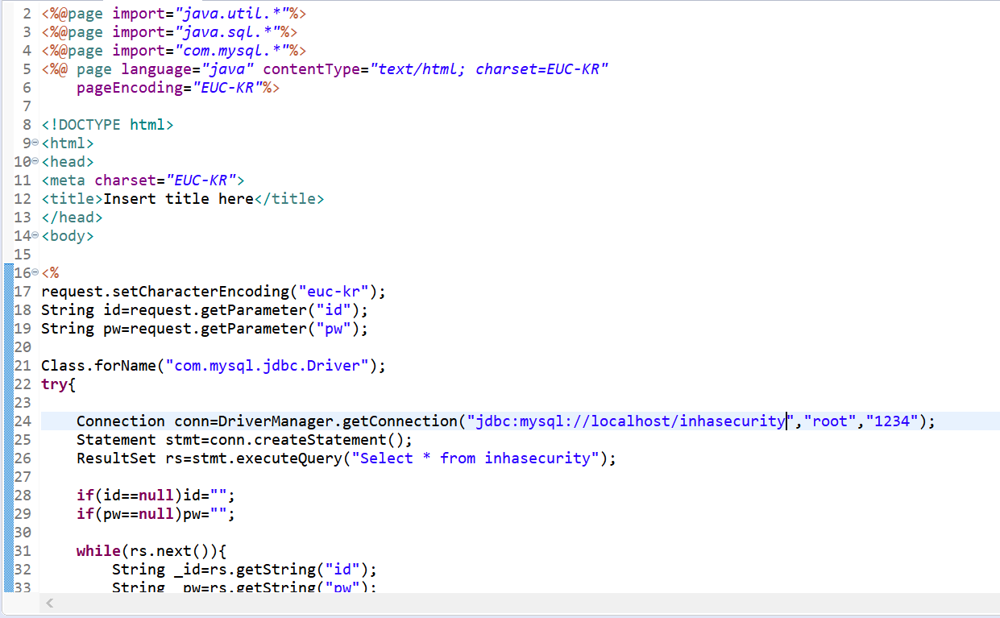 2 <%@page import="java.util.*"%>
3 <%@page import="java.sql.*"%>
4 <%@page import="com.mysql.*"%>
5 <%@ page language="java" contentType="text/html; charset=EUC-KR"
6     pageEncoding="EUC-KR"%>
7
8 <!DOCTYPE html>
9 <html>
10 <head>
11 <meta charset="EUC-KR">
12 <title>Insert title here</title>
13 </head>
14 <body>
15
16 <%
17 request.setCharacterEncoding("euc-kr");
18 String id=request.getParameter("id");
19 String pw=request.getParameter("pw");
20
21 Class.forName("com.mysql.jdbc.Driver");
22 try{
23
24     Connection conn=DriverManager.getConnection("jdbc:mysql://localhost/inhasecurity","root","1234");
25     Statement stmt=conn.createStatement();
26     ResultSet rs=stmt.executeQuery("Select * from inhasecurity");
27
28     if(id==null)id="";
29     if(pw==null)pw="";
30
31     while(rs.next()){
32         String _id=rs.getString("id");
33         String _pw=rs.getString("pw");